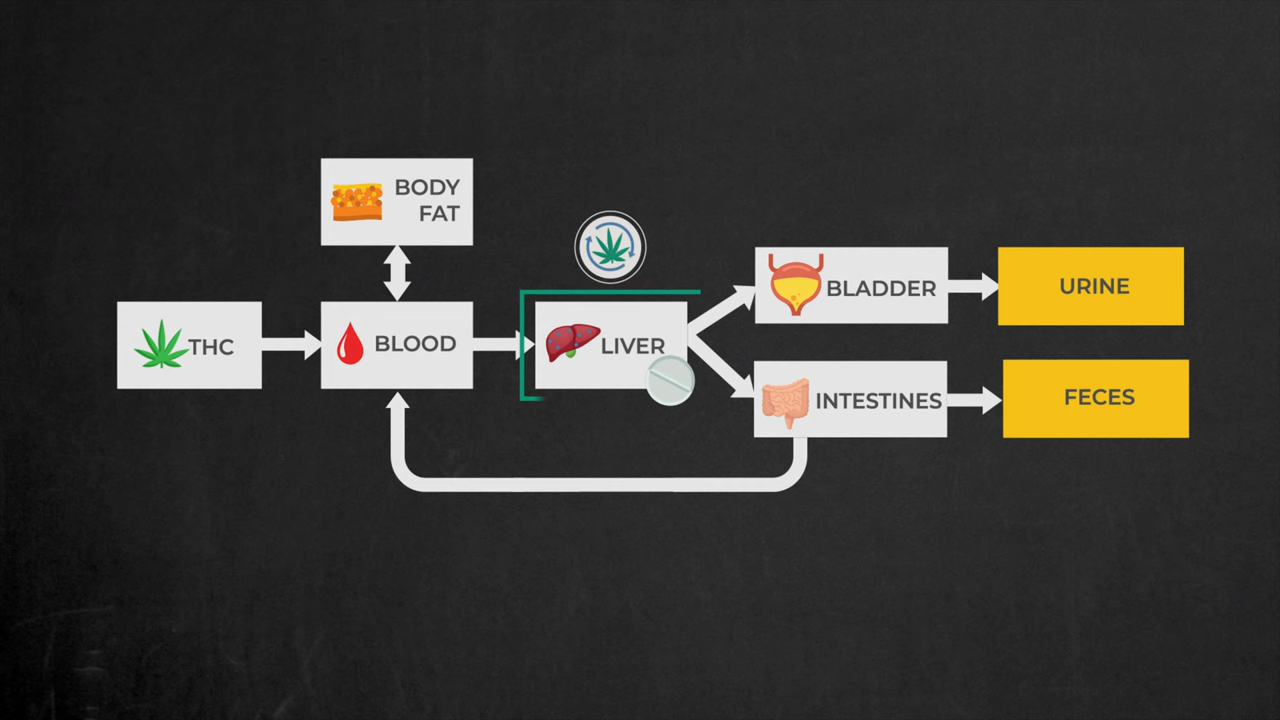 BODY
FAT
THC
BLOOD
LIVER
BLADDER
URINE
INTESTINES
FECES